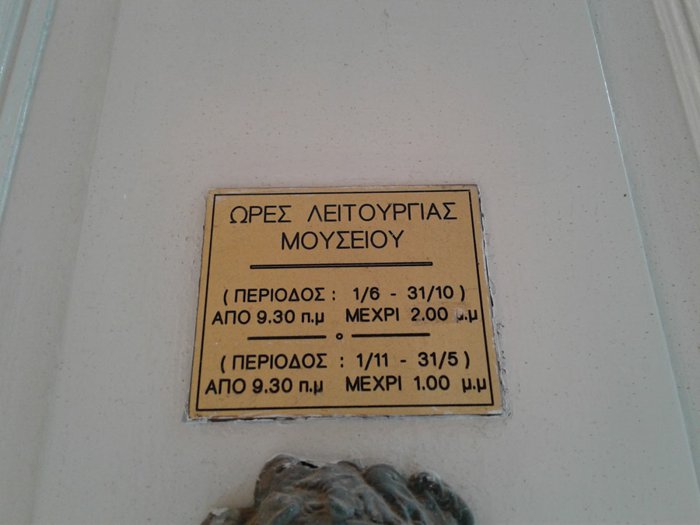 ΩΡΕΣ ΛΕΙΤΟΥΡΓΙΑΣ
ΜΟΥΣΕΙΟΥ
( ΠΕΡΙΟΔΟΣ : 1/6 - 31/10 )
ΑΠΟ 9.30 π.μ ΜΕΧΡΙ 2.00 μ.μ
( ΠΕΡΙΟΔΟΣ : 1/11 - 31/5 )
ΑΠΟ 9.30 π.μ ΜΕΧΡΙ 1.00 μ.μ